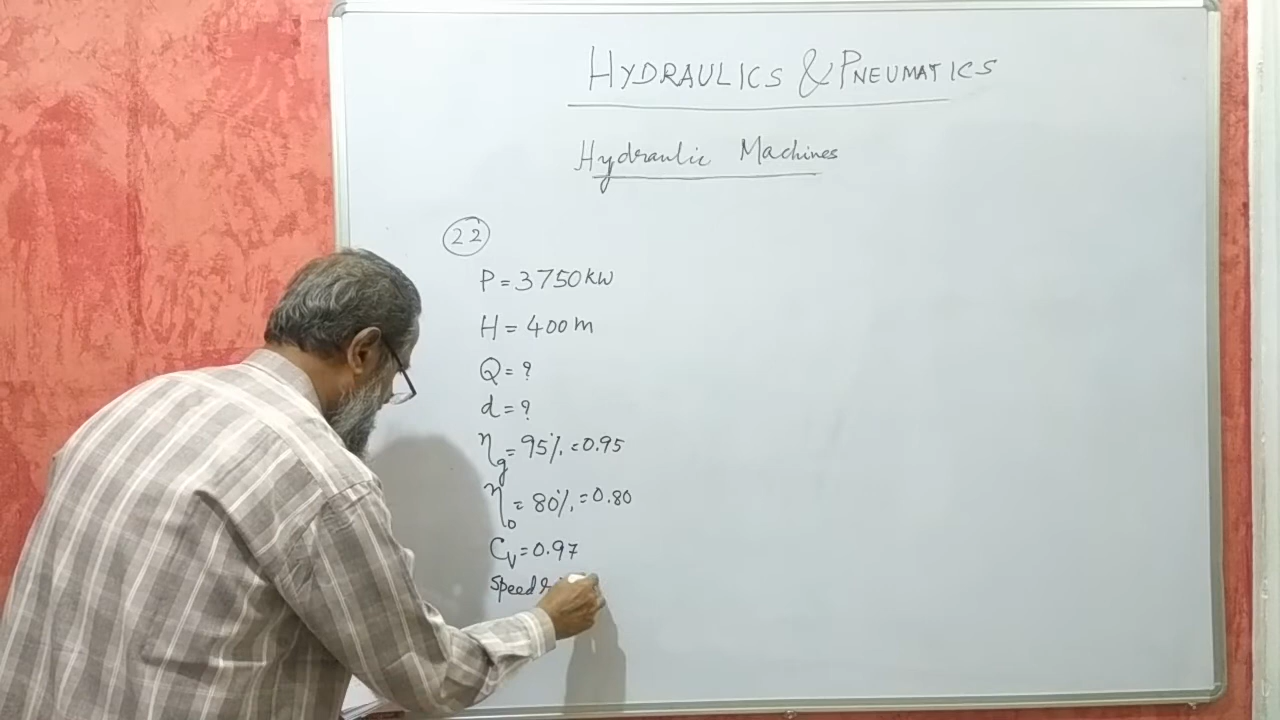 HYDRAULICS & PNEUMATICS
Hydraulic Machines
22
P = 3750 kW
H = 400 m
Q = ?
d = ?
ηg = 95% = 0.95
ηo = 80% = 0.80
Cv = 0.97
Speed